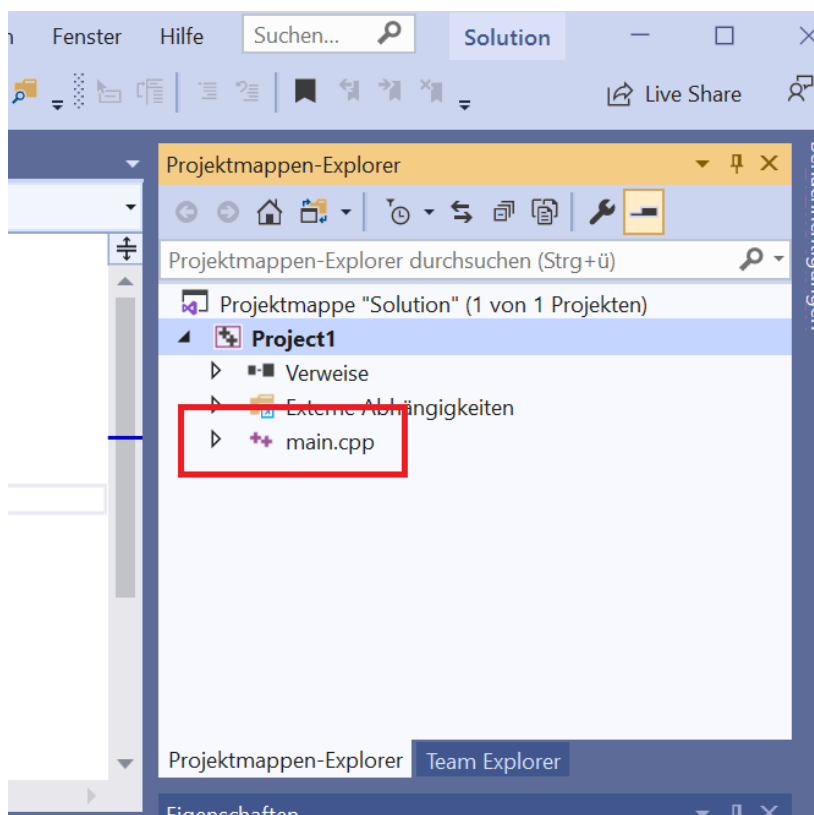 Fenster Hilfe Suchen... Solution
Live Share
Projektmappen-Explorer
Projektmappen-Explorer durchsuchen (Strg+ü)
Projektmappe "Solution" (1 von 1 Projekten)
Project1
Verweise
Externe Abhängigkeiten
main.cpp
Projektmappen-Explorer Team Explorer
Eigenschaften